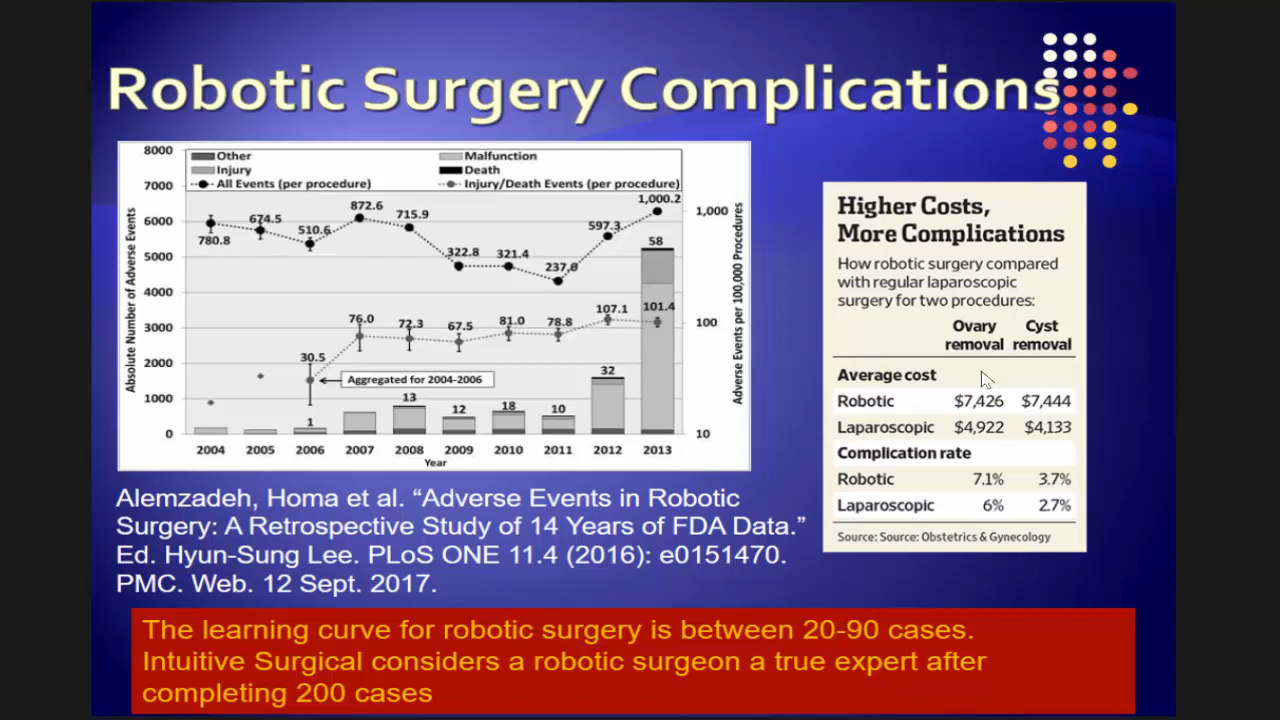 Robotic Surgery Complications
8000
7000
6000
5000
4000
3000
2000
1000
0
Absolute Number of Adverse Events
Other
Malfunction
Injury
Death
All Events (per procedure)
Injury/Death Events (per procedure)
780.8
674.5
510.6
872.6
715.9
322.8
321.4
237.0
597.3
1,000.2
30.5
76.0
72.3
67.5
81.0
78.8
107.1
101.4
Aggregated for 2004-2006
1
13
12
18
10
32
58
1,000
100
10
Adverse Events per 100,000 Procedures
2004 2005 2006 2007 2008 2009 2010 2011 2012 2013
Year
Higher Costs,
More Complications
How robotic surgery compared
with regular laparoscopic
surgery for two procedures:
Ovary Cyst
removal removal
Average cost
Robotic $7,426 $7,444
Laparoscopic $4,922 $4,133
Complication rate
Robotic 7.1% 3.7%
Laparoscopic 6% 2.7%
Source: Source: Obstetrics & Gynecology
Alemzadeh, Homa et al. “Adverse Events in Robotic
Surgery: A Retrospective Study of 14 Years of FDA Data.”
Ed. Hyun-Sung Lee. PLoS ONE 11.4 (2016): e0151470.
PMC. Web. 12 Sept. 2017.
The learning curve for robotic surgery is between 20-90 cases.
Intuitive Surgical considers a robotic surgeon a true expert after
completing 200 cases